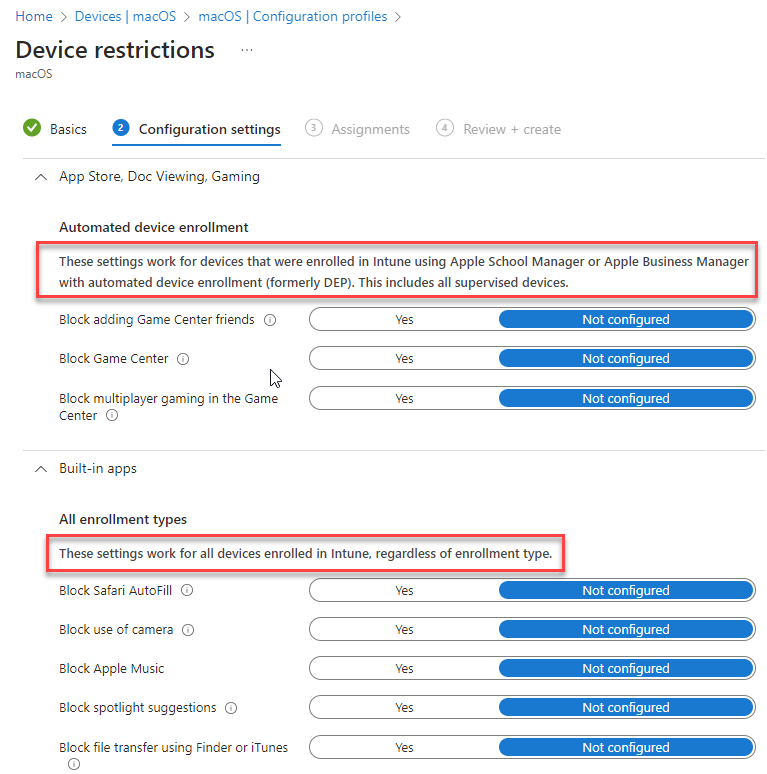 Home > Devices | macOS > macOS | Configuration profiles >
Device restrictions ...
macOS
Basics 2 Configuration settings 3 Assignments 4 Review + create
App Store, Doc Viewing, Gaming
Automated device enrollment
These settings work for devices that were enrolled in Intune using Apple School Manager or Apple Business Manager
with automated device enrollment (formerly DEP). This includes all supervised devices.
Block adding Game Center friends Yes Not configured
Block Game Center Yes Not configured
Block multiplayer gaming in the Game Yes Not configured
Center
Built-in apps
All enrollment types
These settings work for all devices enrolled in Intune, regardless of enrollment type.
Block Safari AutoFill Yes Not configured
Block use of camera Yes Not configured
Block Apple Music Yes Not configured
Block spotlight suggestions Yes Not configured
Block file transfer using Finder or iTunes Yes Not configured